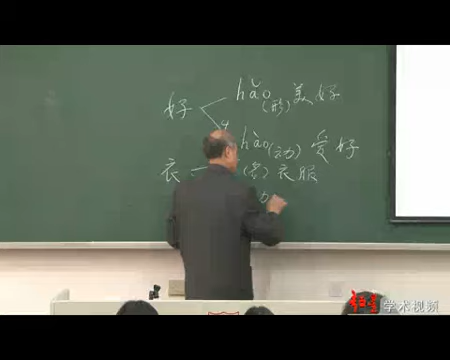 好 hǎo (形) 美好
hào (动) 爱好
衣 (名) 衣服
学术视频